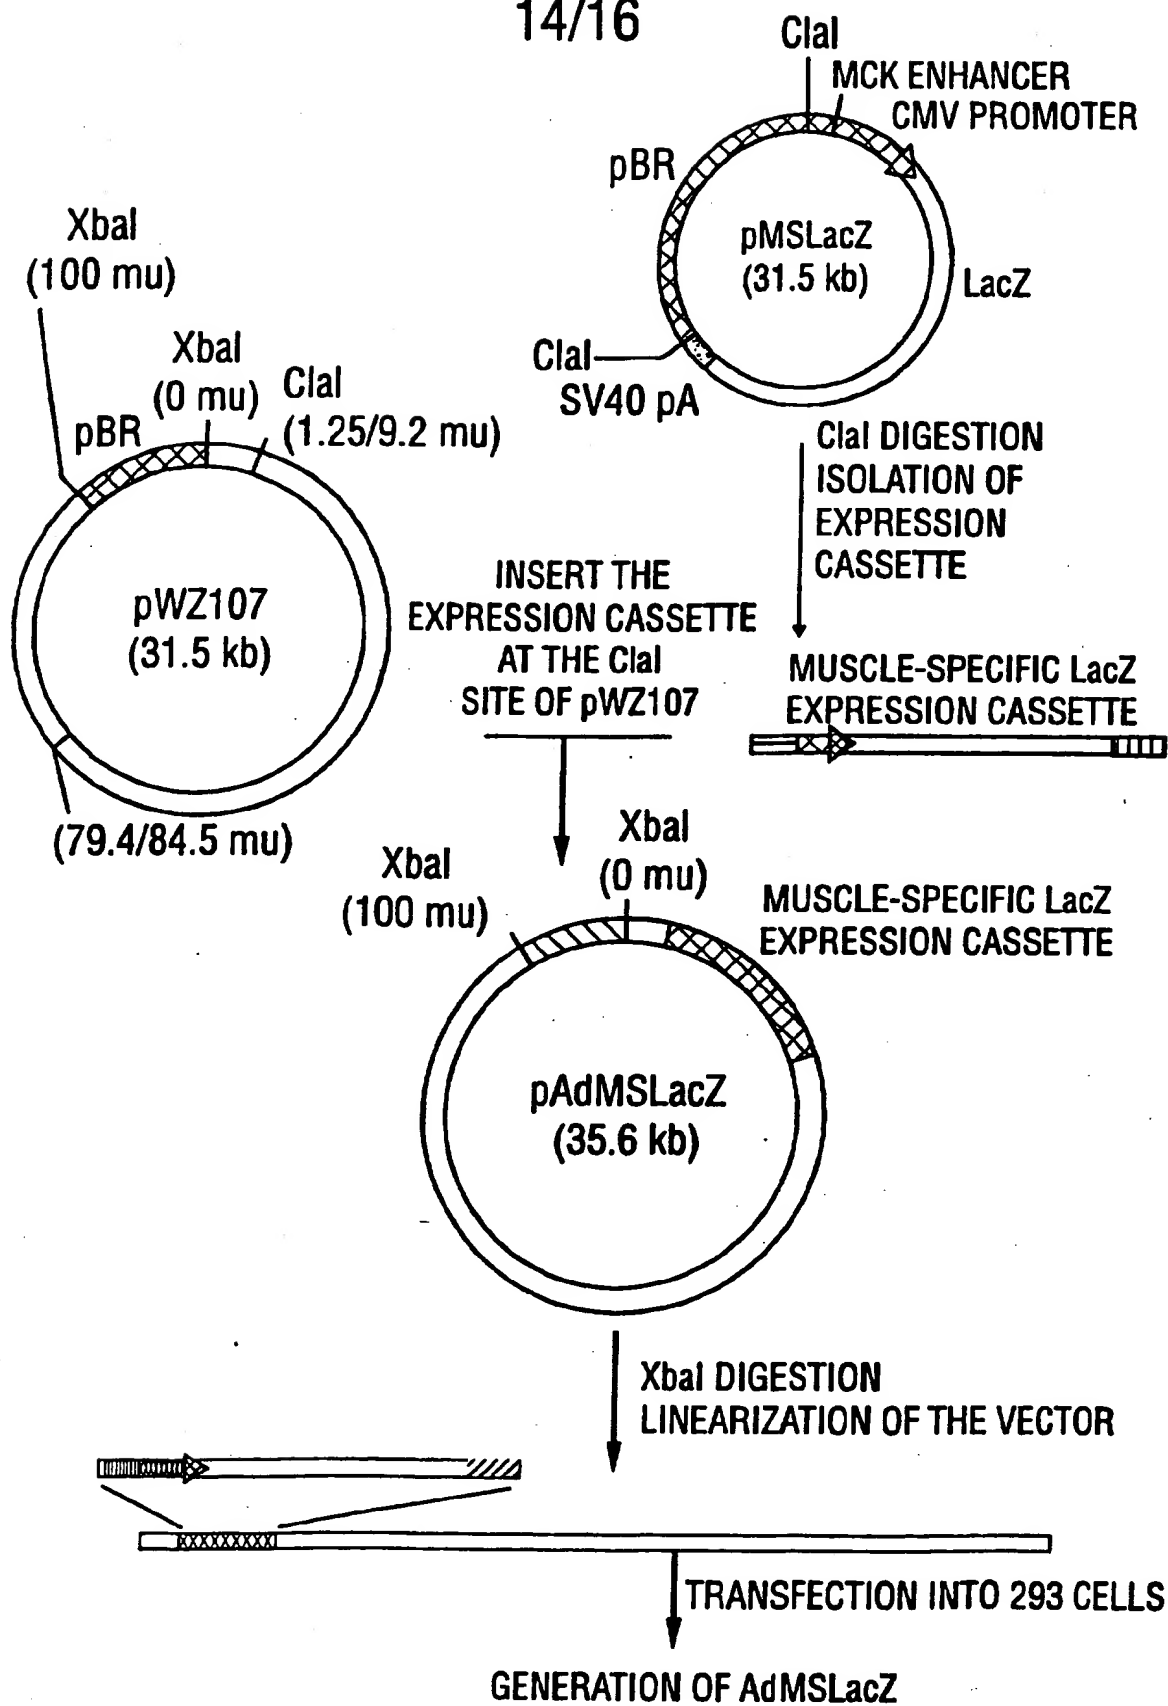 14/16
ClaI
MCK ENHANCER
CMV PROMOTER
pBR
pMSLacZ
(31.5 kb)
LacZ
ClaI
SV40 pA
XbaI
(100 mu)
XbaI
(0 mu)
ClaI
(1.25/9.2 mu)
pBR
pWZ107
(31.5 kb)
(79.4/84.5 mu)
ClaI DIGESTION
ISOLATION OF
EXPRESSION
CASSETTE
INSERT THE
EXPRESSION CASSETTE
AT THE ClaI
SITE OF pWZ107
MUSCLE-SPECIFIC LacZ
EXPRESSION CASSETTE
XbaI
(100 mu)
XbaI
(0 mu)
MUSCLE-SPECIFIC LacZ
EXPRESSION CASSETTE
pAdMSLacZ
(35.6 kb)
XbaI DIGESTION
LINEARIZATION OF THE VECTOR
TRANSFECTION INTO 293 CELLS
GENERATION OF AdMSLacZ